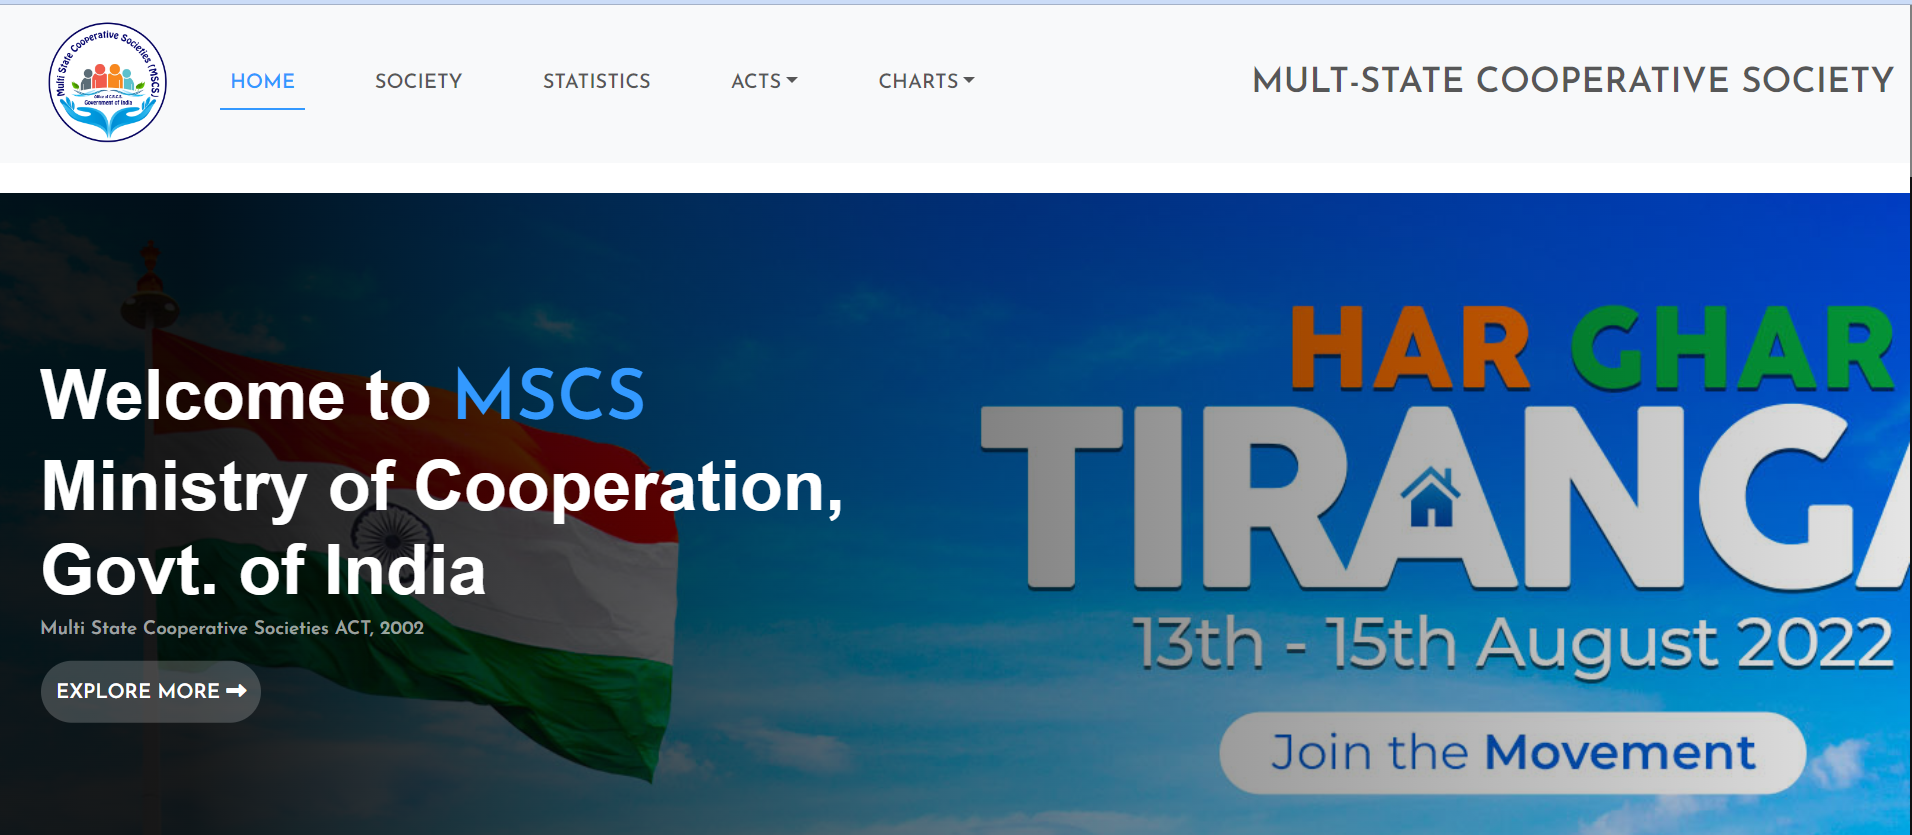 Multi State Cooperative Societies (MSCS)
Office of C.R.C.S.
Government of India
HOME
SOCIETY
STATISTICS
ACTS
CHARTS
MULT-STATE COOPERATIVE SOCIETY
Welcome to MSCS
Ministry of Cooperation,
Govt. of India
Multi State Cooperative Societies ACT, 2002
EXPLORE MORE
HAR GHAR
TIRANGA
13th - 15th August 2022
Join the Movement